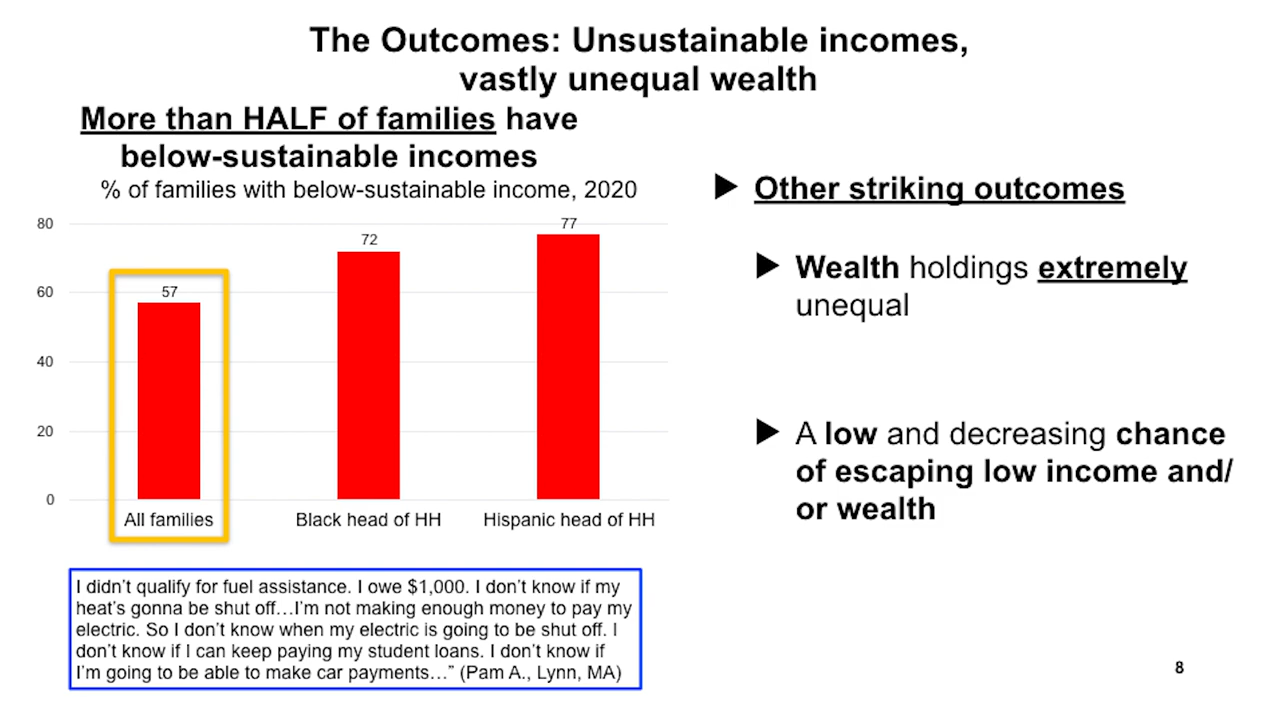 The Outcomes: Unsustainable incomes,
vastly unequal wealth
More than HALF of families have
below-sustainable incomes
% of families with below-sustainable income, 2020
80
60
40
20
0
57
72
77
All families
Black head of HH
Hispanic head of HH
I didn’t qualify for fuel assistance. I owe $1,000. I don’t know if my
heat’s gonna be shut off…I’m not making enough money to pay my
electric. So I don’t know when my electric is going to be shut off. I
don’t know if I can keep paying my student loans. I don’t know if
I’m going to be able to make car payments…” (Pam A., Lynn, MA)
Other striking outcomes
Wealth holdings extremely
unequal
A low and decreasing chance
of escaping low income and/
or wealth
8